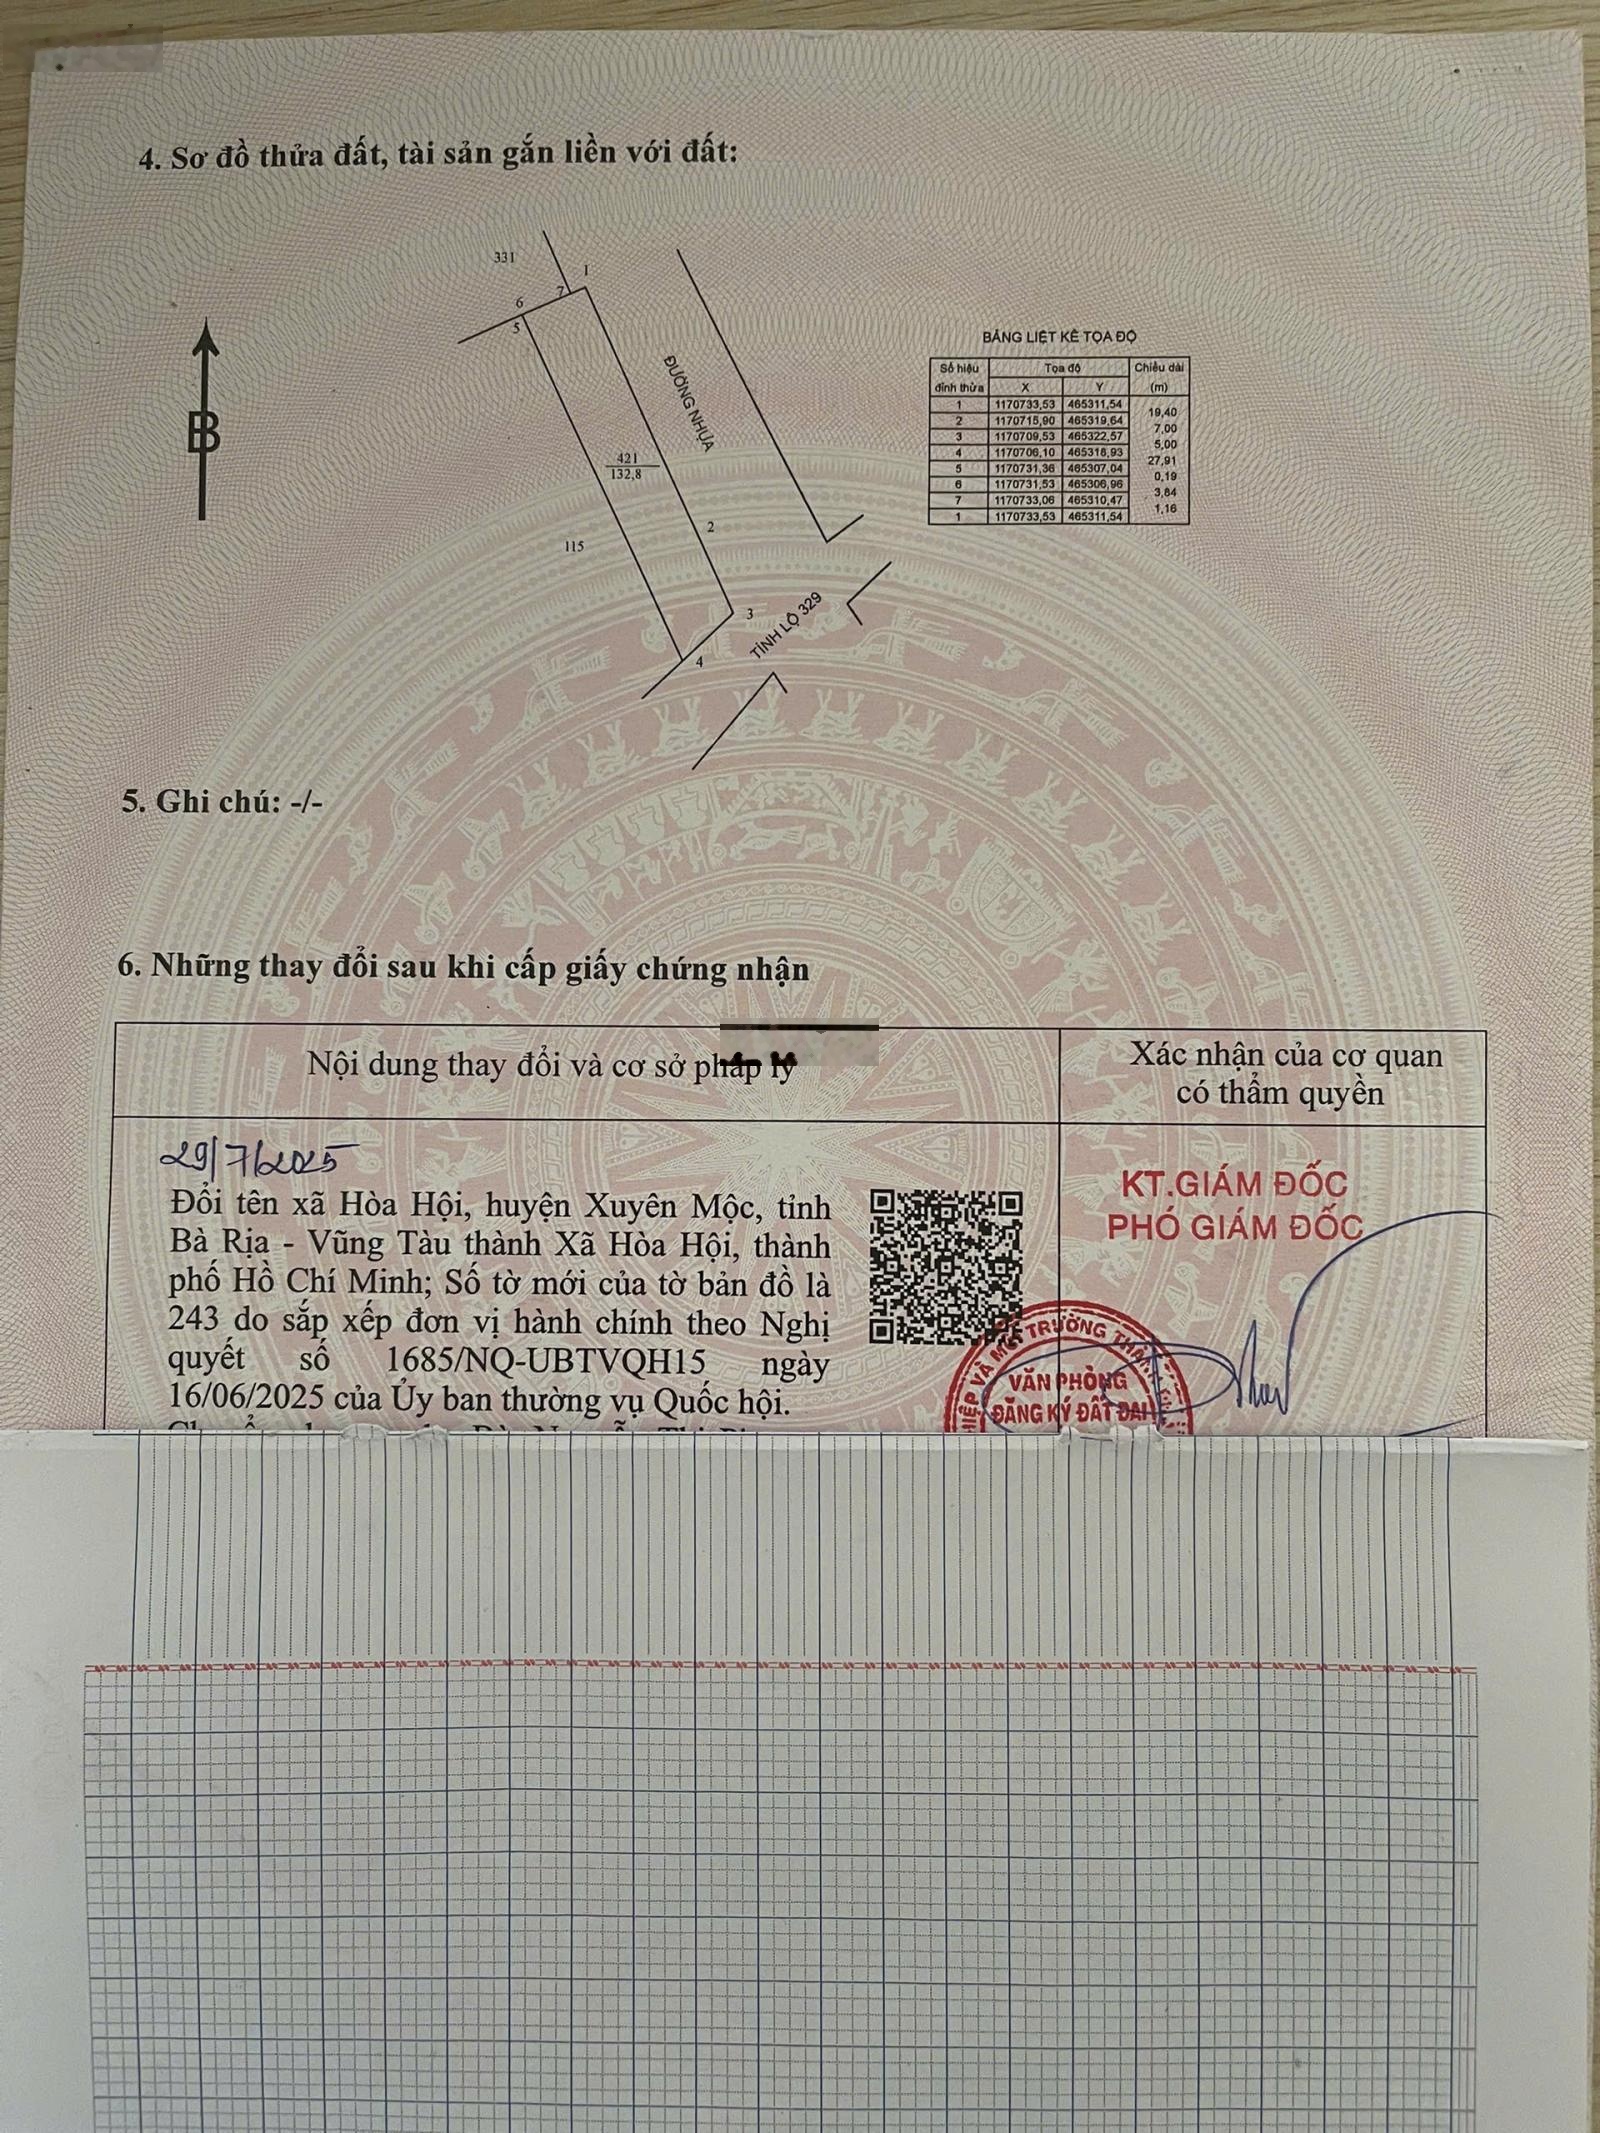 4. Sơ đồ thửa đất, tài sản gắn liền với đất:
331
1
7
6
5
ĐƯỜNG NHỰA
B
421
132,8
115
2
3
4
TỈNH LỘ 329
BẢNG LIỆT KÊ TỌA ĐỘ
Số hiệu đỉnh thửa Tọa độ Chiều dài (m)
X Y
1 1170733,53 465311,54
19,40
2 1170715,90 465319,64
7,00
3 1170709,53 465322,57
5,00
4 1170706,10 465318,93
27,91
5 1170731,36 465307,04
0,19
6 1170731,53 465306,96
3,84
7 1170733,06 465310,47
1,16
1 1170733,53 465311,54
5. Ghi chú: -/-
6. Những thay đổi sau khi cấp giấy chứng nhận
Nội dung thay đổi và cơ sở pháp lý
Xác nhận của cơ quan
có thẩm quyền
29/7/2025
Đổi tên xã Hòa Hội, huyện Xuyên Mộc, tỉnh
Bà Rịa - Vũng Tàu thành Xã Hòa Hội, thành
phố Hồ Chí Minh; Số tờ mới của tờ bản đồ là
243 do sắp xếp đơn vị hành chính theo Nghị
quyết số 1685/NQ-UBTVQH15 ngày
16/06/2025 của Ủy ban thường vụ Quốc hội.
KT.GIÁM ĐỐC
PHÓ GIÁM ĐỐC
TRƯỜNG
VĂN PHÒNG
ĐĂNG KÝ ĐẤT ĐAI